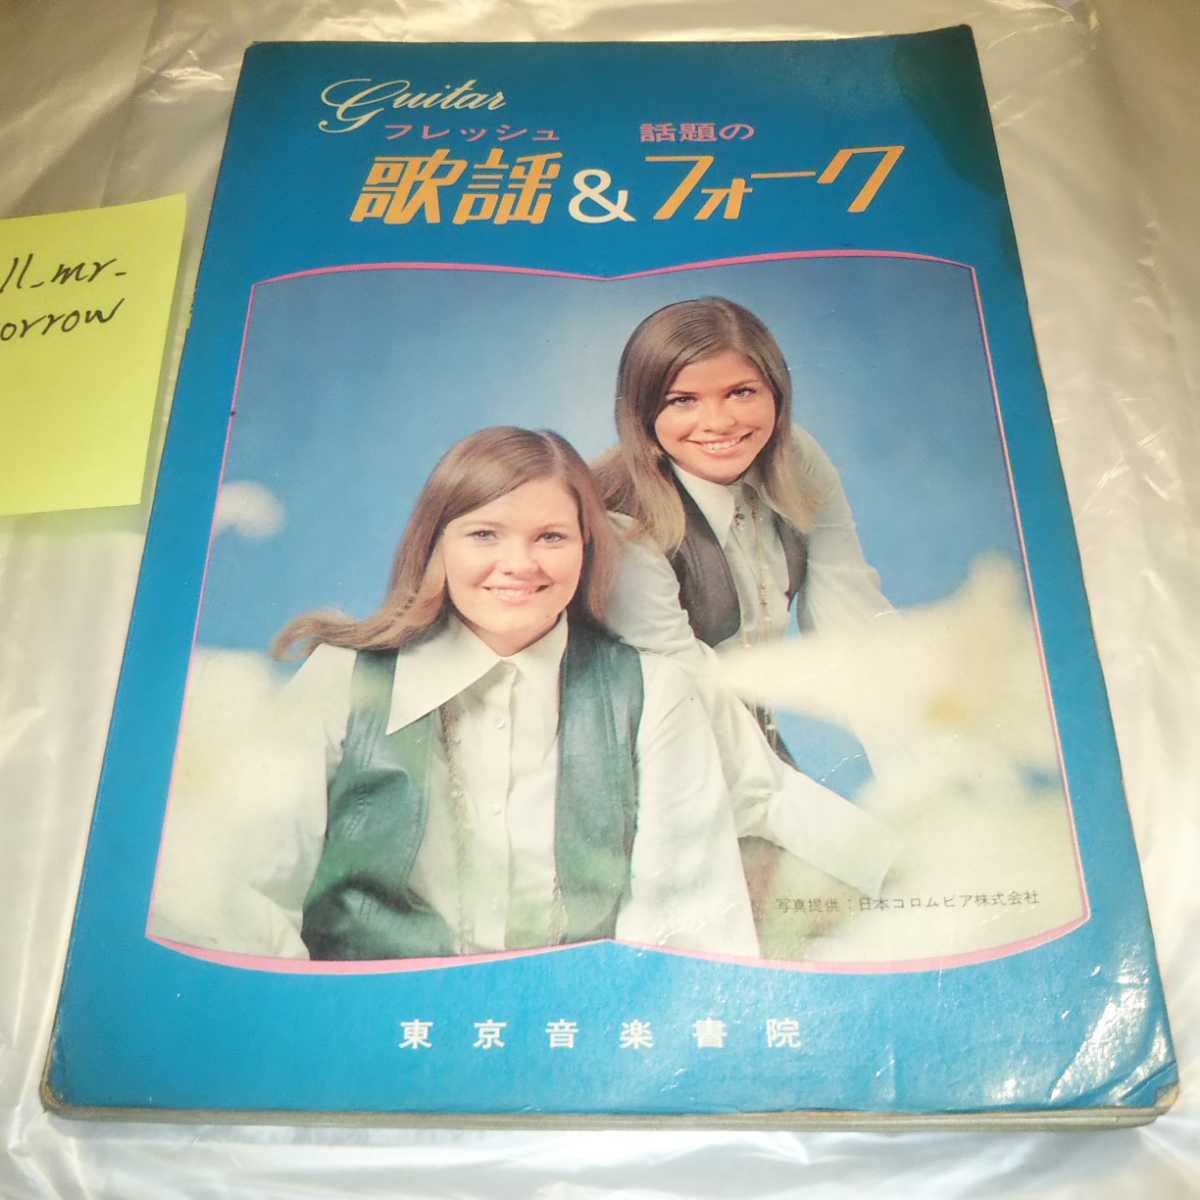 Guitar
フレッシュ 話題の
歌謡&フォーク
ll_mr_
orrow
写真提供:日本コロムビア株式会社
東京音楽書院